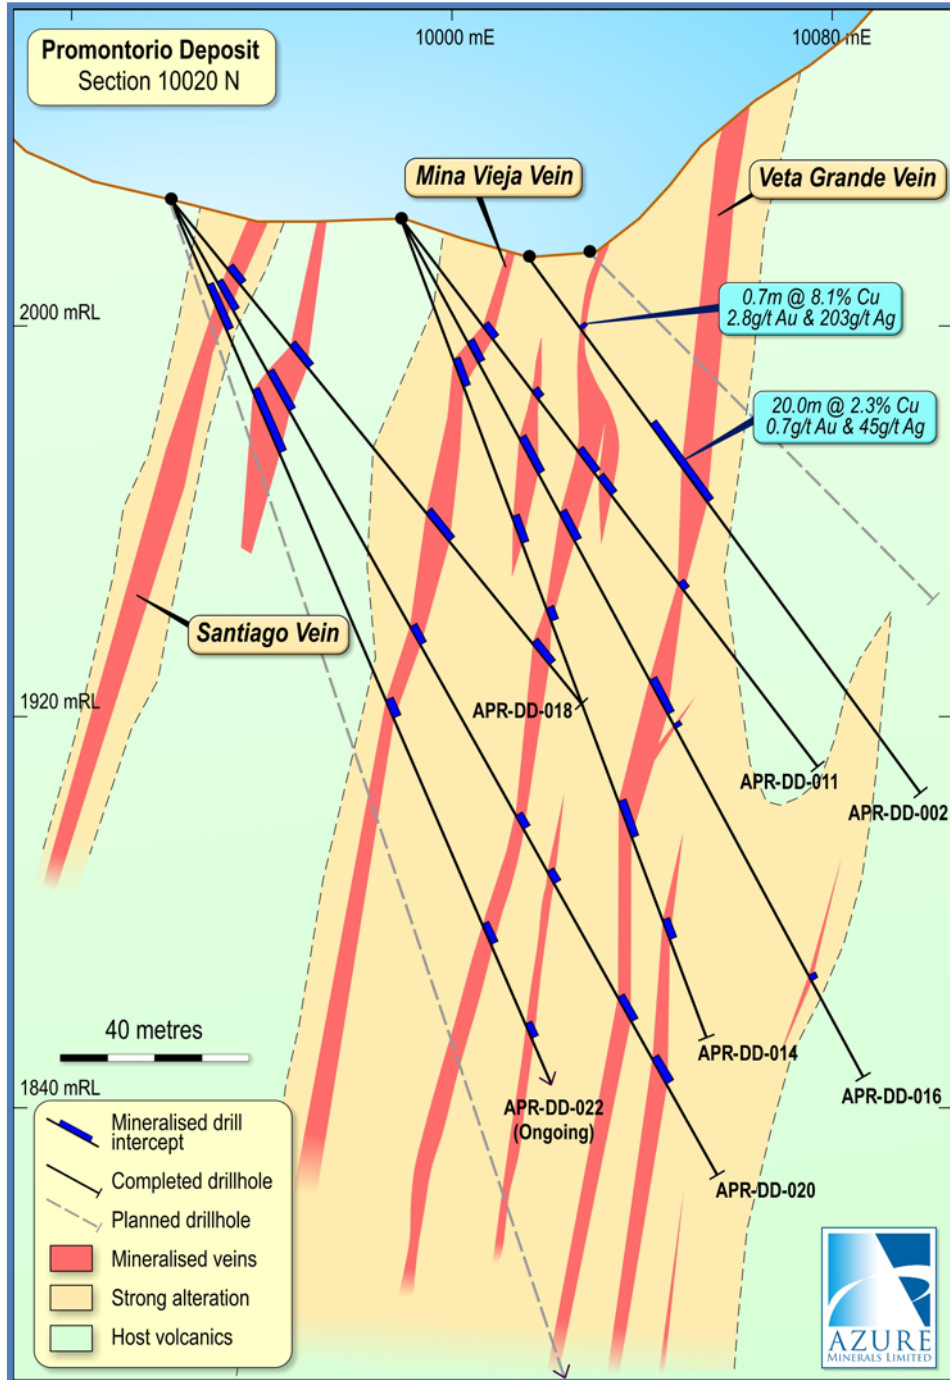 Promontorio Deposit
Section 10020 N
10000 mE
10080 mE
Mina Vieja Vein
Veta Grande Vein
0.7m @ 8.1% Cu
2.8g/t Au & 203g/t Ag
2000 mRL
20.0m @ 2.3% Cu
0.7g/t Au & 45g/t Ag
Santiago Vein
1920 mRL
APR-DD-018
APR-DD-011
APR-DD-002
40 metres
APR-DD-014
APR-DD-016
1840 mRL
APR-DD-022
(Ongoing)
APR-DD-020
Mineralised drill
intercept
Completed drillhole
Planned drillhole
Mineralised veins
Strong alteration
Host volcanics
AZURE
MINERALS LIMITED